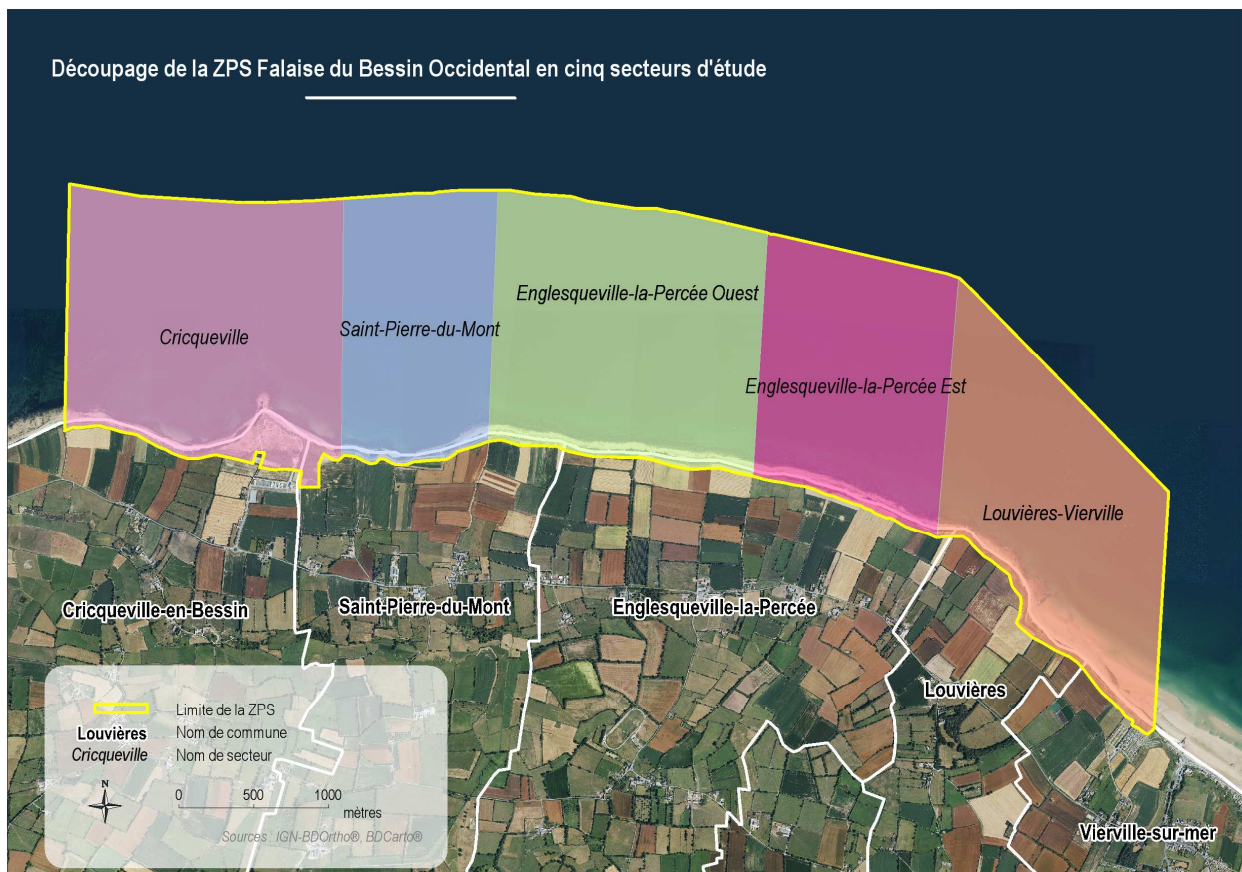 Découpage de la ZPS Falaise du Bessin Occidental en cinq secteurs d'étude
Englesqueville-la-Percée Ouest
Saint-Pierre-du-Mont
Cricqueville
Englesqueville-la-Percée Est
Louvières-Vierville
Cricqueville-en-Bessin
Saint-Pierre-du-Mont
Englesqueville-la-Percée
Louvières
Vierville-sur-mer
Limite de la ZPS
Louvières Nom de commune
Cricqueville Nom de secteur
N
0 500 1000
mètres
Sources : IGN-BDOrtho®, BDCarto®